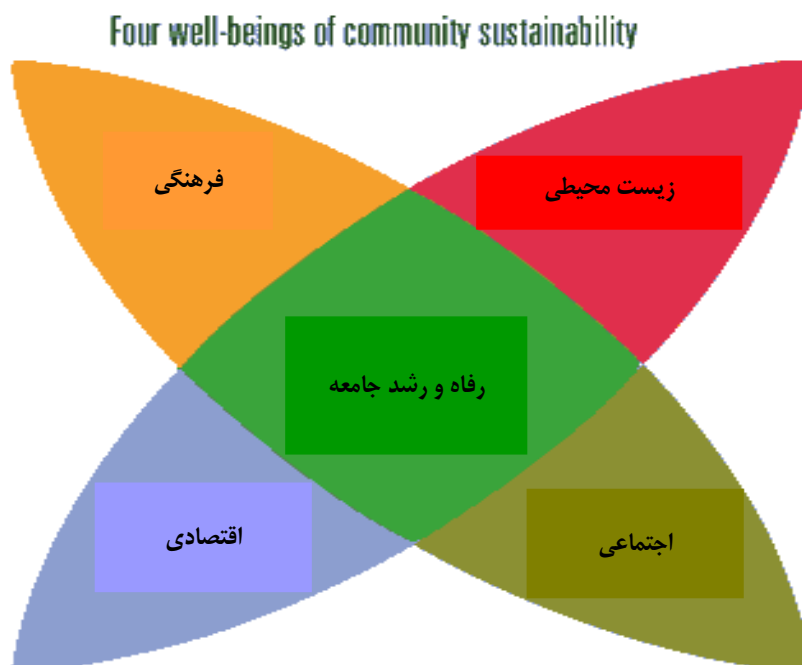 Four well-beings of community sustainability
فرهنگی
زیست محیطی
رفاه و رشد جامعه
اقتصادی
اجتماعی